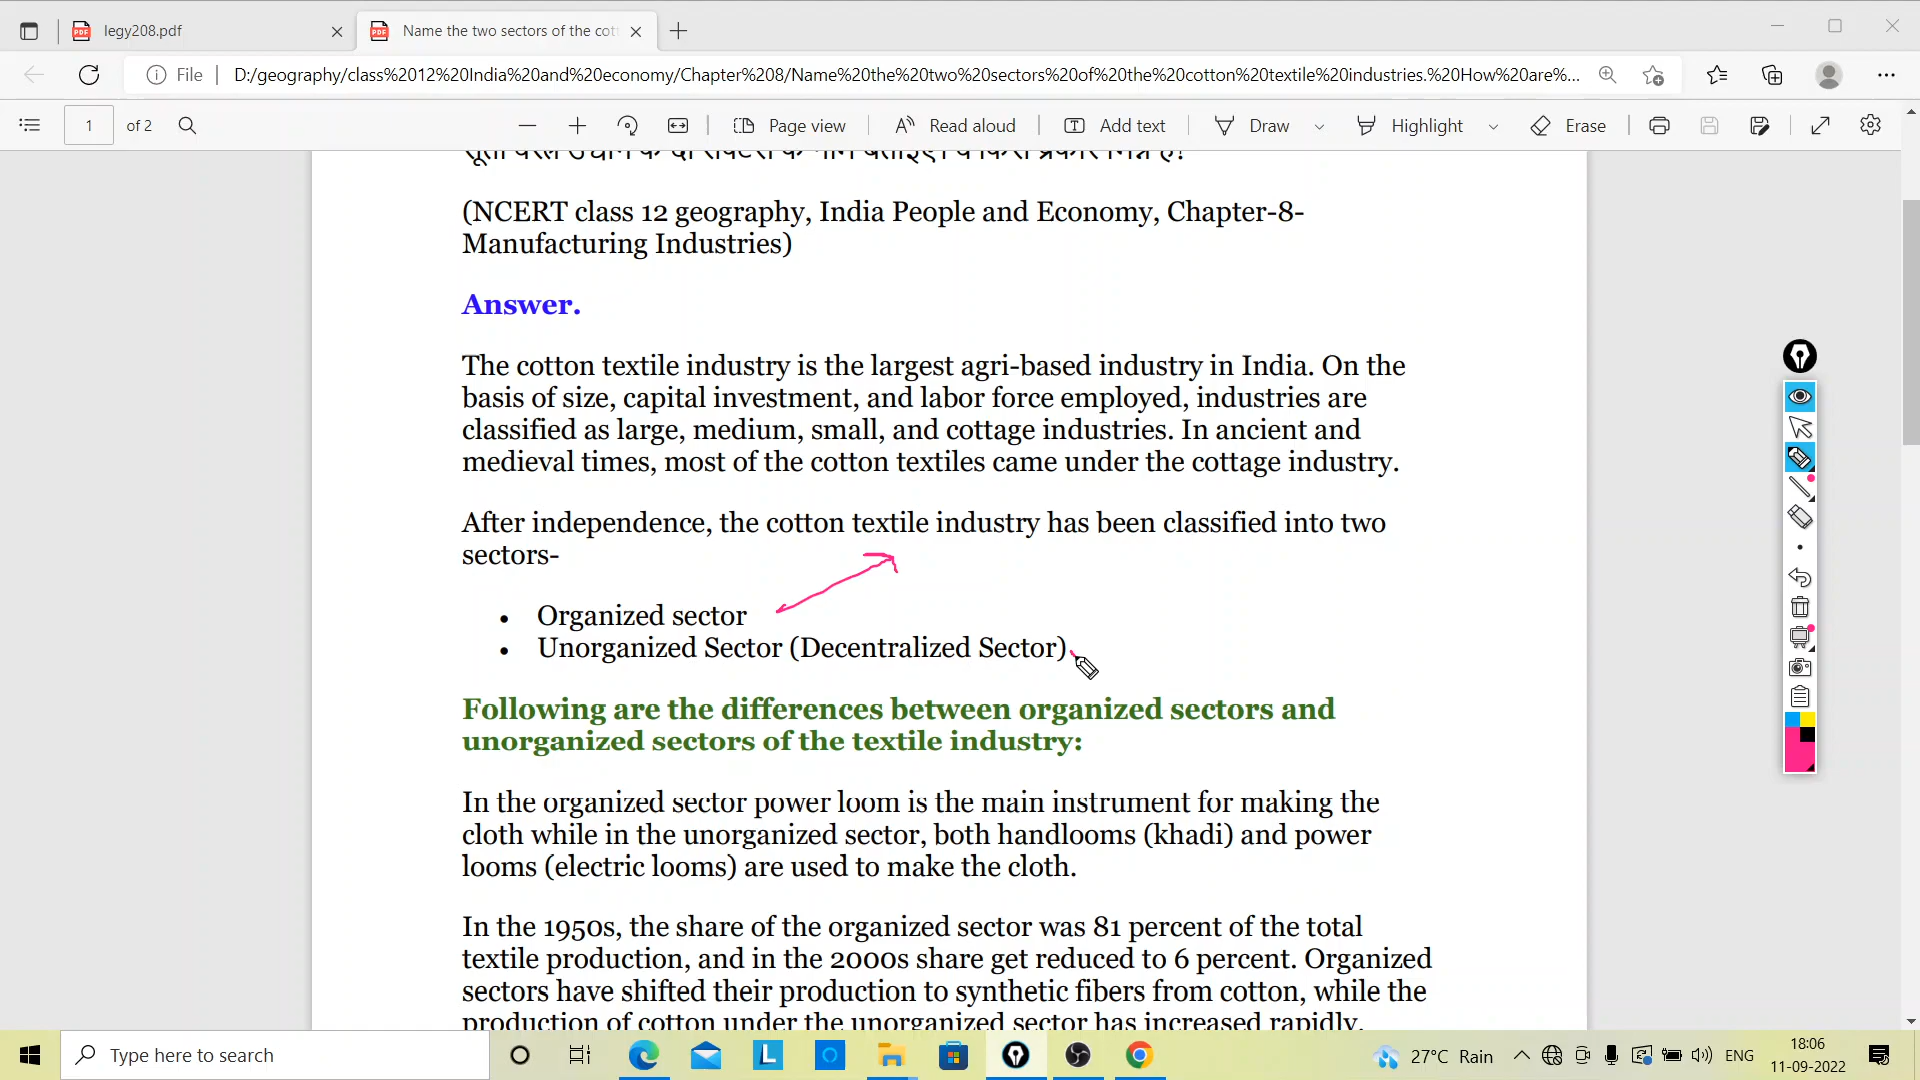 legy208.pdf
Name the two sectors of the cot
File
D:/geography/class%2012%20India%20and%20economy/Chapter%208/Name%20the%20two%20sectors%20of%20the%20cotton%20textile%20industries.%20How%20are%...
1 of 2
Page view
Read aloud
Add text
Draw
Highlight
Erase
(NCERT class 12 geography, India People and Economy, Chapter-8-
Manufacturing Industries)
Answer.
The cotton textile industry is the largest agri-based industry in India. On the
basis of size, capital investment, and labor force employed, industries are
classified as large, medium, small, and cottage industries. In ancient and
medieval times, most of the cotton textiles came under the cottage industry.
After independence, the cotton textile industry has been classified into two
sectors-
• Organized sector
• Unorganized Sector (Decentralized Sector)
Following are the differences between organized sectors and
unorganized sectors of the textile industry:
In the organized sector power loom is the main instrument for making the
cloth while in the unorganized sector, both handlooms (khadi) and power
looms (electric looms) are used to make the cloth.
In the 1950s, the share of the organized sector was 81 percent of the total
textile production, and in the 2000s share get reduced to 6 percent. Organized
sectors have shifted their production to synthetic fibers from cotton, while the
production of cotton under the unorganized sector has increased rapidly.
Type here to search
27°C Rain
ENG
18:06
11-09-2022